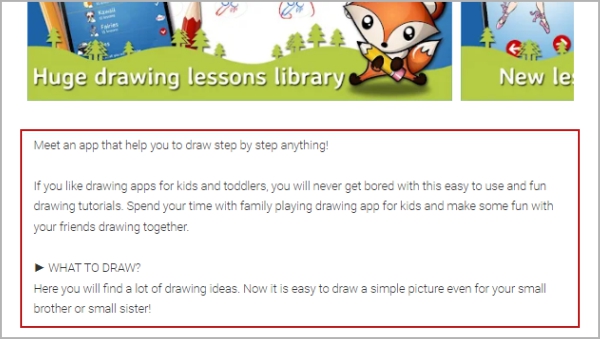 Kawaii
Fairies
Huge drawing lessons library
New les
Meet an app that help you to draw step by step anything!
If you like drawing apps for kids and toddlers, you will never get bored with this easy to use and fun
drawing tutorials. Spend your time with family playing drawing app for kids and make some fun with
your friends drawing together.
► WHAT TO DRAW?
Here you will find a lot of drawing ideas. Now it is easy to draw a simple picture even for your small
brother or small sister!